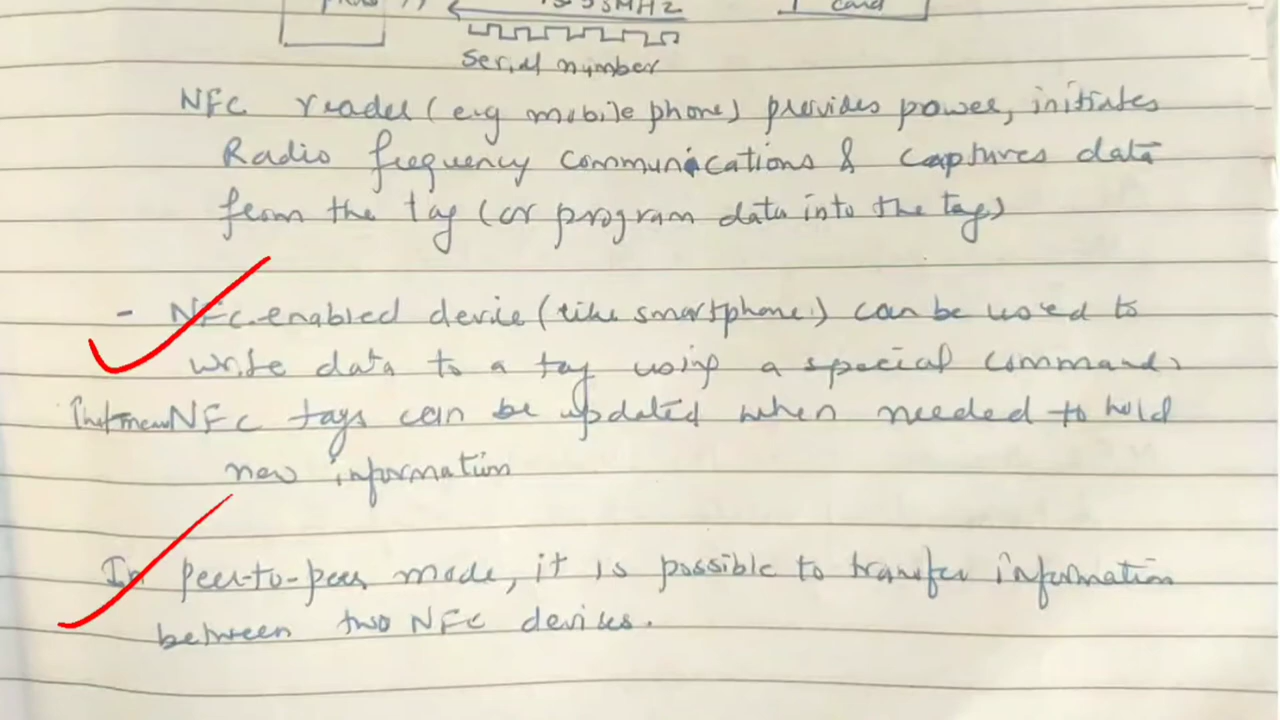 card
Serial number
NFC reader (e.g mobile phone) provides power, initiates
Radio frequency communications & captures data
from the tag (or program data into the tag)
- NFC-enabled device (like smartphone) can be used to
write data to a tag using a special command.
NFC tags can be updated when needed to hold
new information
In peer-to-peer mode, it is possible to transfer information
between two NFC devices.